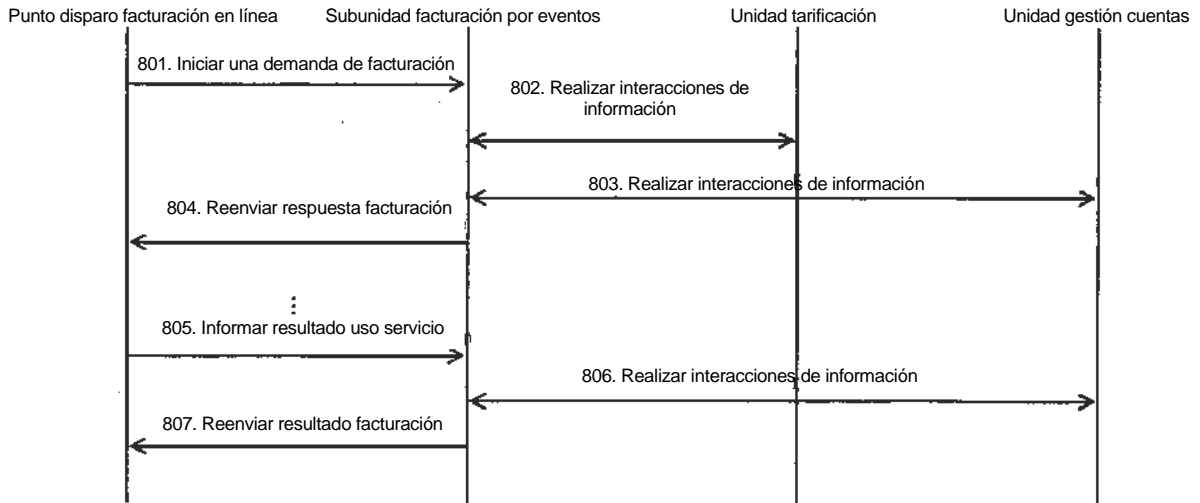 Punto disparo facturación en línea
Subunidad facturación por eventos
Unidad tarificación
Unidad gestión cuentas
801. Iniciar una demanda de facturación
802. Realizar interacciones de
información
803. Realizar interacciones de información
804. Reenviar respuesta facturación
805. Informar resultado uso servicio
806. Realizar interacciones de información
807. Reenviar resultado facturación